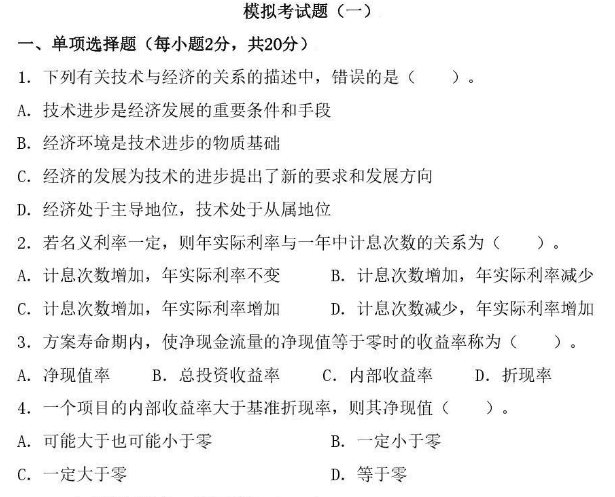 模拟考试题（一）
一、单项选择题（每小题2分，共20分）
1. 下列有关技术与经济的关系的描述中，错误的是（　　）。
A. 技术进步是经济发展的重要条件和手段
B. 经济环境是技术进步的物质基础
C. 经济的发展为技术的进步提出了新的要求和发展方向
D. 经济处于主导地位，技术处于从属地位
2. 若名义利率一定，则年实际利率与一年中计息次数的关系为（　　）。
A. 计息次数增加，年实际利率不变　　B. 计息次数增加，年实际利率减少
C. 计息次数增加，年实际利率增加　　D. 计息次数减少，年实际利率增加
3. 方案寿命期内，使净现金流量的净现值等于零时的收益率称为（　　）。
A. 净现值率　　B. 总投资收益率　　C. 内部收益率　　D. 折现率
4. 一个项目的内部收益率大于基准折现率，则其净现值（　　）。
A. 可能大于也可能小于零　　B. 一定小于零
C. 一定大于零　　D. 等于零